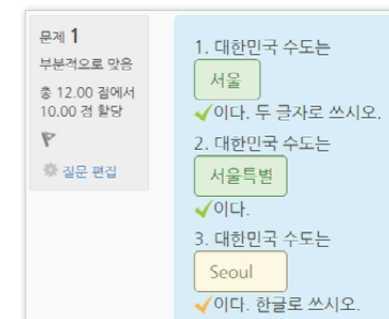 문제 1
부분적으로 맞음
총 12.00 점에서
10.00 점 할당
질문 편집
1. 대한민국 수도는
서울
이다. 두 글자로 쓰시오.
2. 대한민국 수도는
서울특별
이다.
3. 대한민국 수도는
Seoul
이다. 한글로 쓰시오.